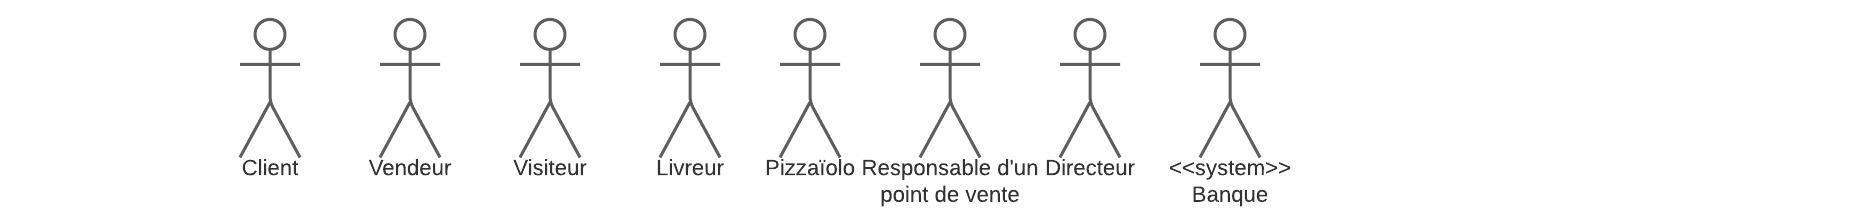 Client
Vendeur
Visiteur
Livreur
Pizzaïolo
Responsable d'un
point de vente
Directeur
<<system>>
Banque